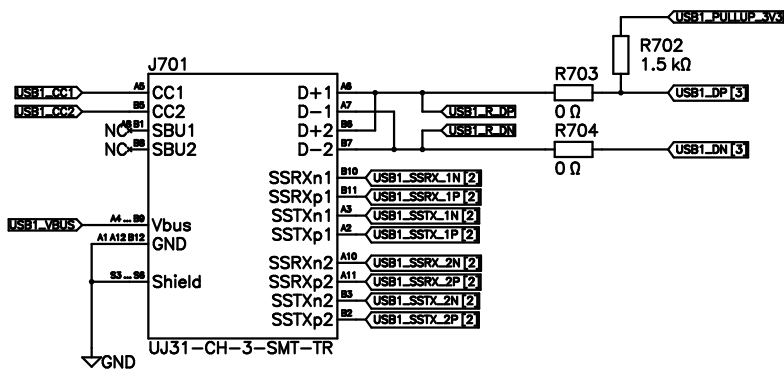 USB1_PULLUP_3V3
R702
1.5 kΩ
J701
R703
USB1_CC1
A5
CC1
D+1
A6
USB1_DP [3]
USB1_CC2
B5
CC2
D-1
A7
USB1_R_DP
0 Ω
NC
B1
SBU1
D+2
B6
USB1_R_DN
R704
NC
B8
SBU2
D-2
B7
USB1_DN [3]
0 Ω
SSRXn1
B10
USB1_SSRX_1N [2]
SSRXp1
B11
USB1_SSRX_1P [2]
SSTXn1
A3
USB1_SSTX_1N [2]
USB1_VBUS
A4 ... B9
Vbus
SSTXp1
A2
USB1_SSTX_1P [2]
A1 A12 B12
GND
SSRXn2
A10
USB1_SSRX_2N [2]
S3 ... S6
Shield
SSRXp2
A11
USB1_SSRX_2P [2]
SSTXn2
B3
USB1_SSTX_2N [2]
SSTXp2
B2
USB1_SSTX_2P [2]
UJ31-CH-3-SMT-TR
GND